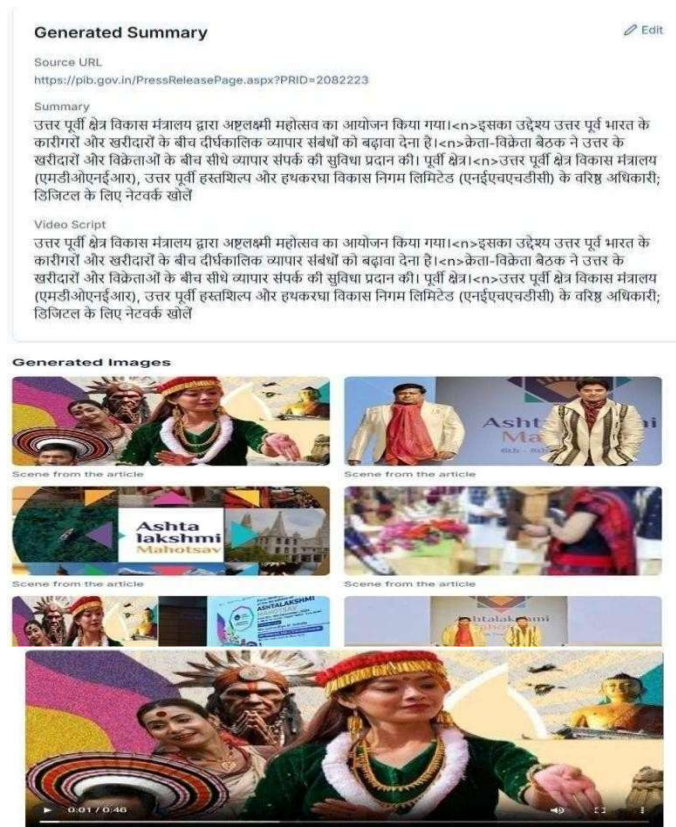 Generated Summary
Edit
Source URL
https://pib.gov.in/PressReleasePage.aspx?PRID=2082223
Summary
उत्तर पूर्वी क्षेत्र विकास मंत्रालय द्वारा अष्टलक्ष्मी महोत्सव का आयोजन किया गया।<n>इसका उद्देश्य उत्तर पूर्व भारत के
कारीगरों और खरीदारों के बीच दीर्घकालिक व्यापार संबंधों को बढ़ावा देना है।<n>क्रेता-विक्रेता बैठक ने उत्तर के
खरीदारों और विक्रेताओं के बीच सीधे व्यापार संपर्क की सुविधा प्रदान की। पूर्वी क्षेत्र।<n>उत्तर पूर्वी क्षेत्र विकास मंत्रालय
(एमडीओएनईआर), उत्तर पूर्वी हस्तशिल्प और हथकरघा विकास निगम लिमिटेड (एनईएचएचडीसी) के वरिष्ठ अधिकारी;
डिजिटल के लिए नेटवर्क खोलें
Video Script
उत्तर पूर्वी क्षेत्र विकास मंत्रालय द्वारा अष्टलक्ष्मी महोत्सव का आयोजन किया गया।<n>इसका उद्देश्य उत्तर पूर्व भारत के
कारीगरों और खरीदारों के बीच दीर्घकालिक व्यापार संबंधों को बढ़ावा देना है।<n>क्रेता-विक्रेता बैठक ने उत्तर के
खरीदारों और विक्रेताओं के बीच सीधे व्यापार संपर्क की सुविधा प्रदान की। पूर्वी क्षेत्र।<n>उत्तर पूर्वी क्षेत्र विकास मंत्रालय
(एमडीओएनईआर), उत्तर पूर्वी हस्तशिल्प और हथकरघा विकास निगम लिमिटेड (एनईएचएचडीसी) के वरिष्ठ अधिकारी;
डिजिटल के लिए नेटवर्क खोलें
Generated Images
Scene from the article
Scene from the article
Ashta
lakshmi
Mahotsav
Scene from the article
Scene from the article
ASHTALAKSHMI
0:01 / 0:46